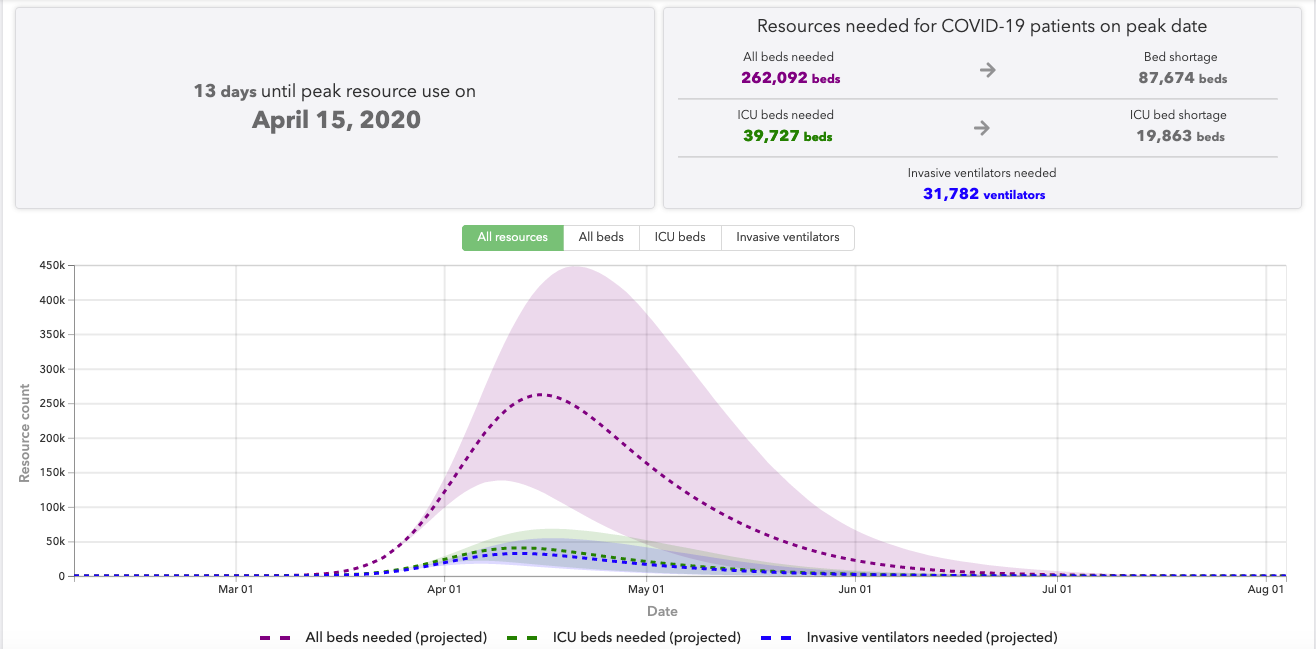 13 days until peak resource use on
April 15, 2020
Resources needed for COVID-19 patients on peak date
All beds needed
262,092 beds
Bed shortage
87,674 beds
ICU beds needed
39,727 beds
ICU bed shortage
19,863 beds
Invasive ventilators needed
31,782 ventilators
All resources
All beds
ICU beds
Invasive ventilators
450k
400k
350k
300k
250k
200k
150k
100k
50k
0
Resource count
Mar 01
Apr 01
May 01
Jun 01
Jul 01
Aug 01
Date
All beds needed (projected)
ICU beds needed (projected)
Invasive ventilators needed (projected)